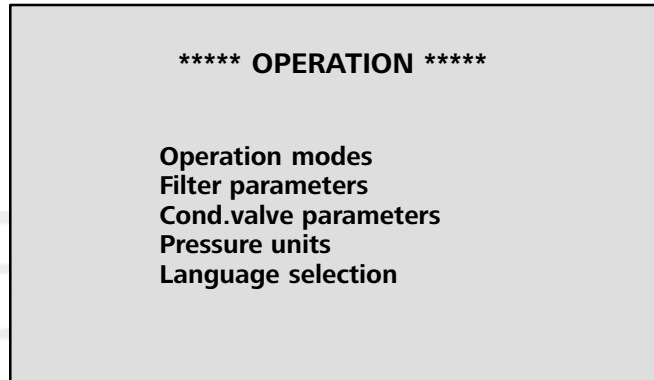 ***** OPERATION *****
Operation modes
Filter parameters
Cond.valve parameters
Pressure units
Language selection